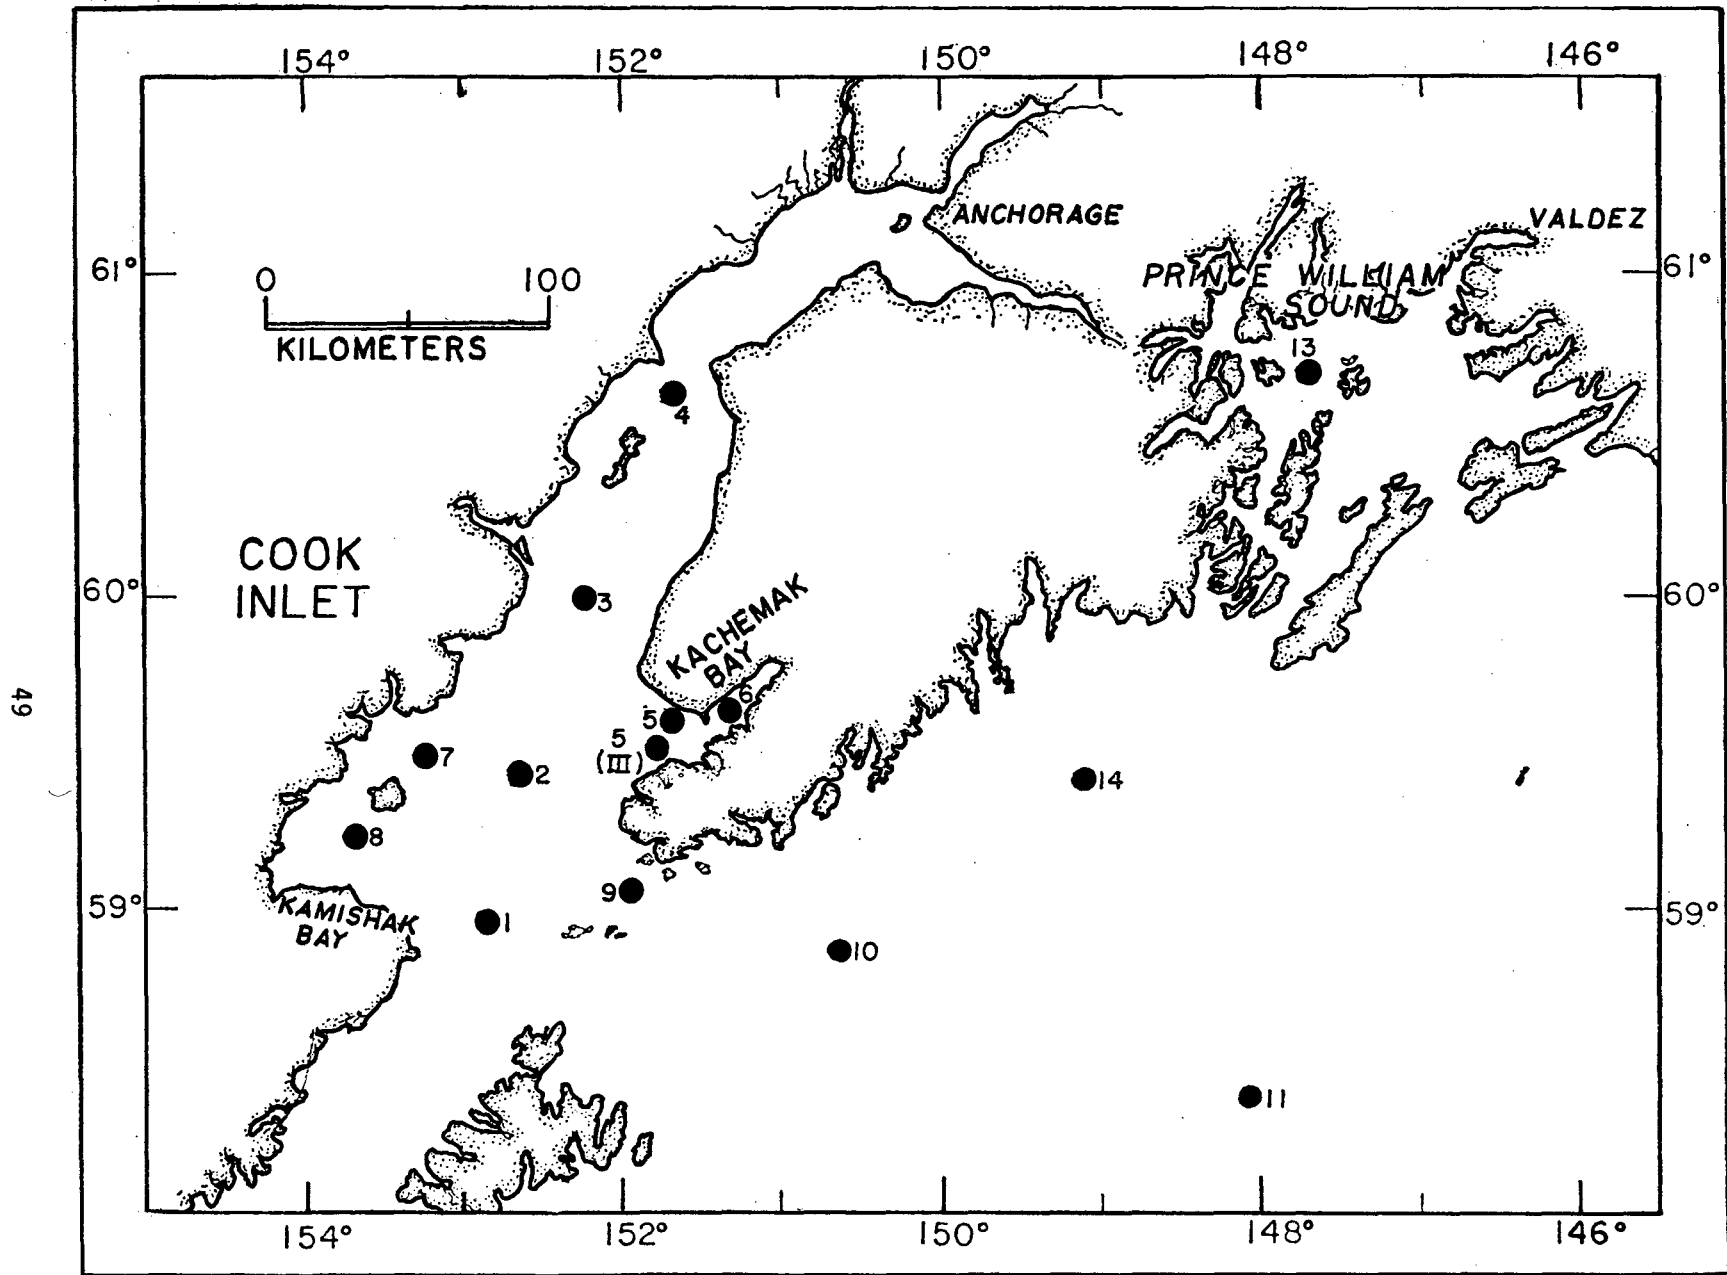 154° 152° 150° 148° 146°
ANCHORAGE
VALDEZ
61° 61°
0 100
KILOMETERS
PRINCE WILLIAM
SOUND
13
4
COOK
INLET
60° 60°
3
KACHEMAK
BAY
6
5
5
(III)
7
2
14
8
9
59° 59°
KAMISHAK
BAY
1
10
11
154° 152° 150° 148° 146°
49